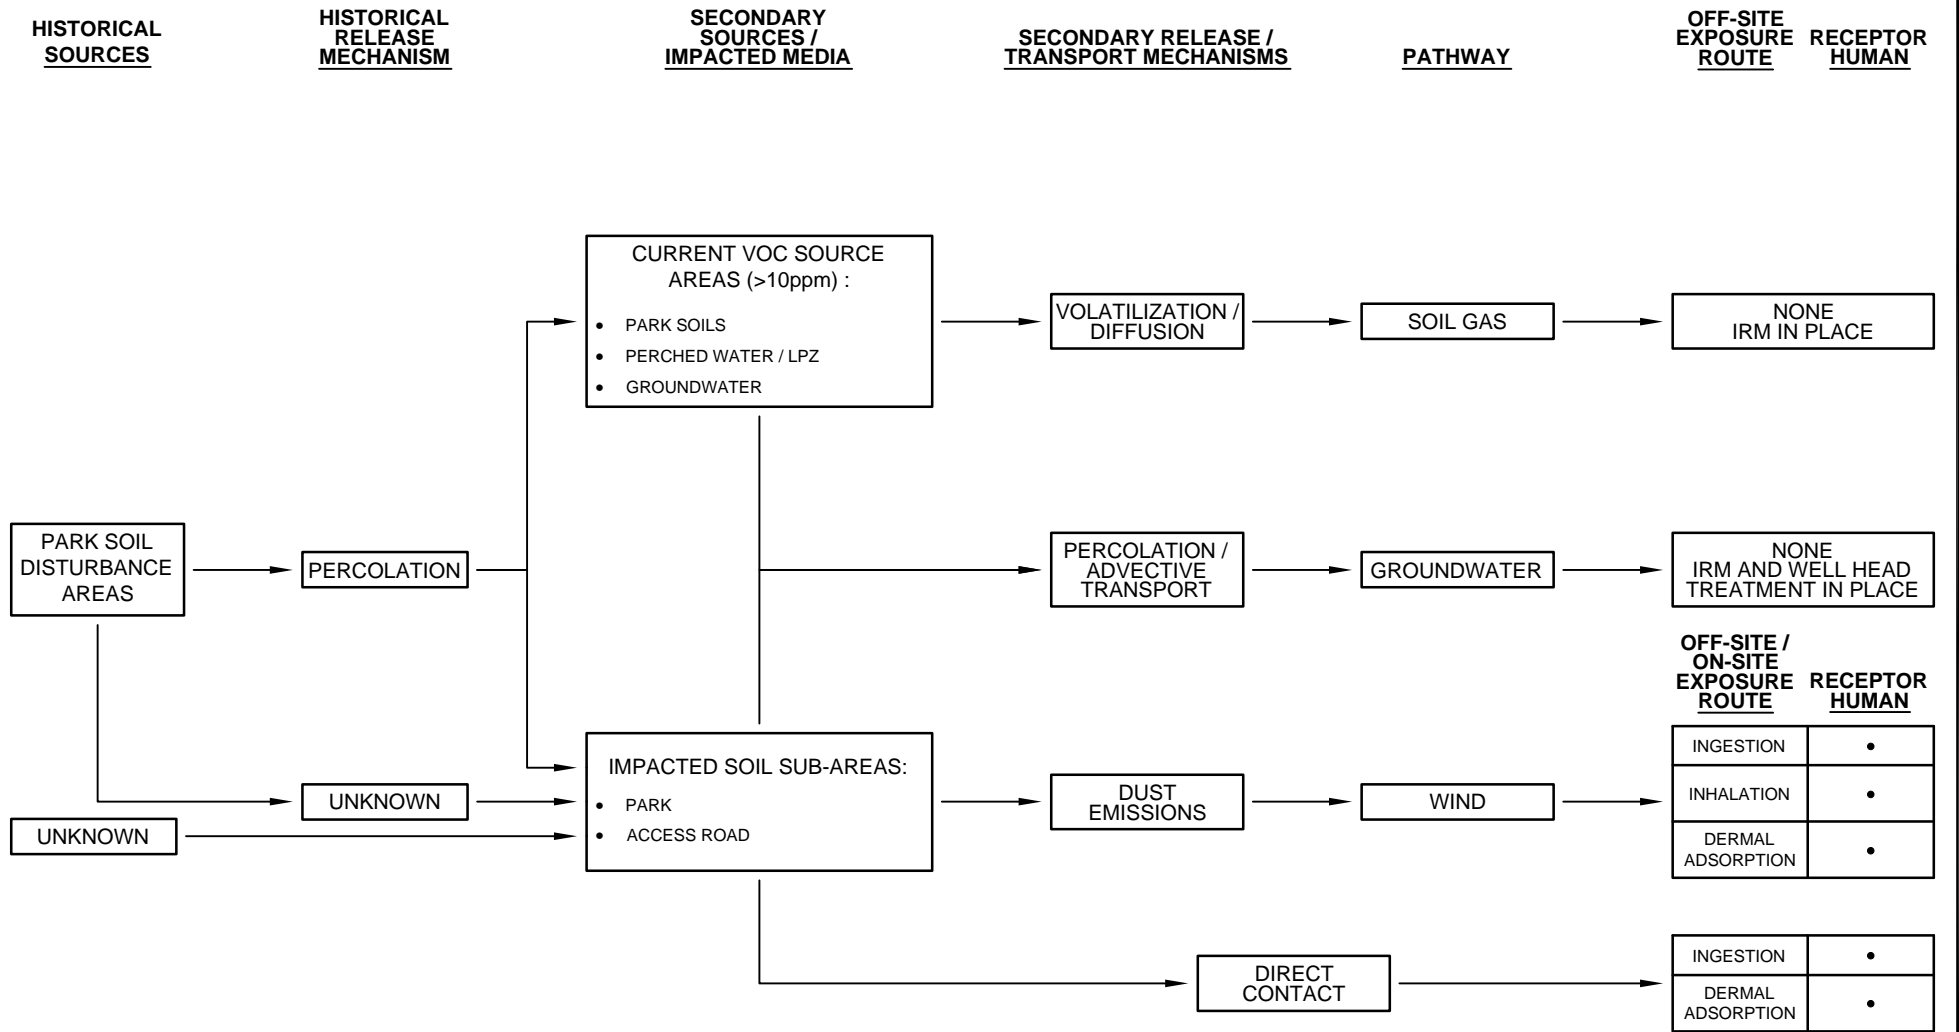 HISTORICAL
SOURCES
HISTORICAL
RELEASE
MECHANISM
SECONDARY
SOURCES /
IMPACTED MEDIA
SECONDARY RELEASE /
TRANSPORT MECHANISMS
PATHWAY
OFF-SITE
EXPOSURE
ROUTE
RECEPTOR
HUMAN
CURRENT VOC SOURCE
AREAS (>10ppm) :
• PARK SOILS
• PERCHED WATER / LPZ
• GROUNDWATER
VOLATILIZATION /
DIFFUSION
SOIL GAS
NONE
IRM IN PLACE
PARK SOIL
DISTURBANCE
AREAS
PERCOLATION
PERCOLATION /
ADVECTIVE
TRANSPORT
GROUNDWATER
NONE
IRM AND WELL HEAD
TREATMENT IN PLACE
OFF-SITE /
ON-SITE
EXPOSURE
ROUTE
RECEPTOR
HUMAN
UNKNOWN
UNKNOWN
IMPACTED SOIL SUB-AREAS:
• PARK
• ACCESS ROAD
DUST
EMISSIONS
WIND
INGESTION •
INHALATION •
DERMAL
ADSORPTION •
DIRECT
CONTACT
INGESTION •
DERMAL
ADSORPTION •